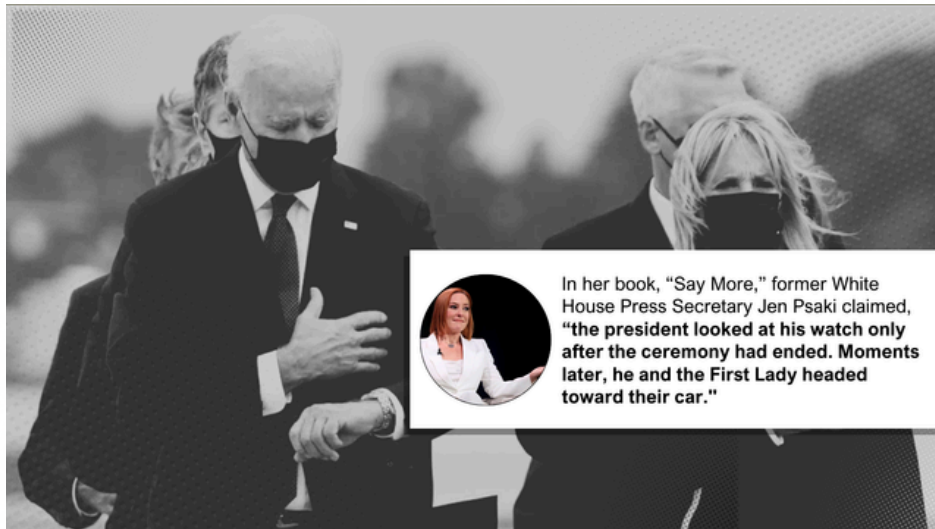 In her book, “Say More,” former White
House Press Secretary Jen Psaki claimed,
“the president looked at his watch only
after the ceremony had ended. Moments
later, he and the First Lady headed
toward their car."